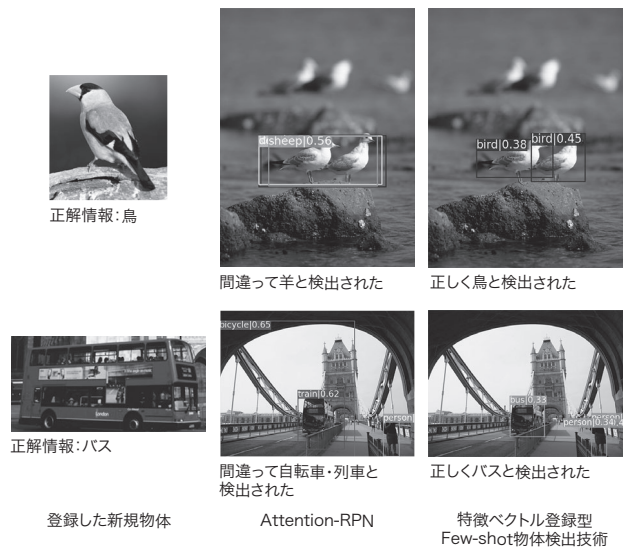 disheep|0.56
bird|0.38
bird|0.45
正解情報：鳥
間違って羊と検出された
正しく鳥と検出された
bicycle|0.65
train|0.62
person|
bus|0.33
person|0.34
正解情報：バス
間違って自転車・列車と
検出された
正しくバスと検出された
登録した新規物体
Attention-RPN
特徴ベクトル登録型
Few-shot物体検出技術